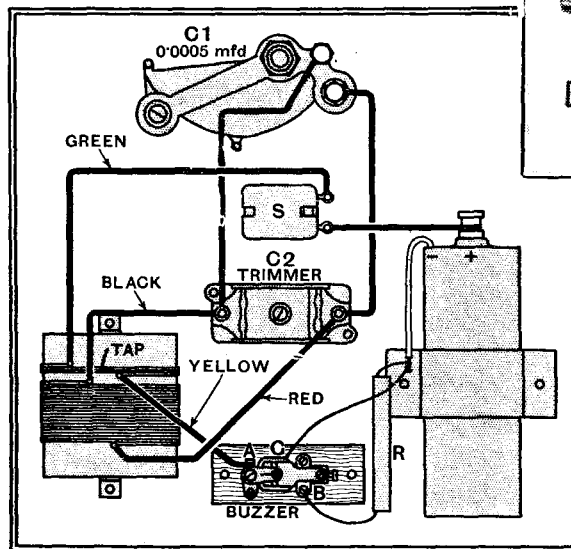 C1
0.0005 mfd
GREEN
S
C2
TRIMMER
- +
BLACK
TAP
YELLOW
RED
A C
B
R
BUZZER